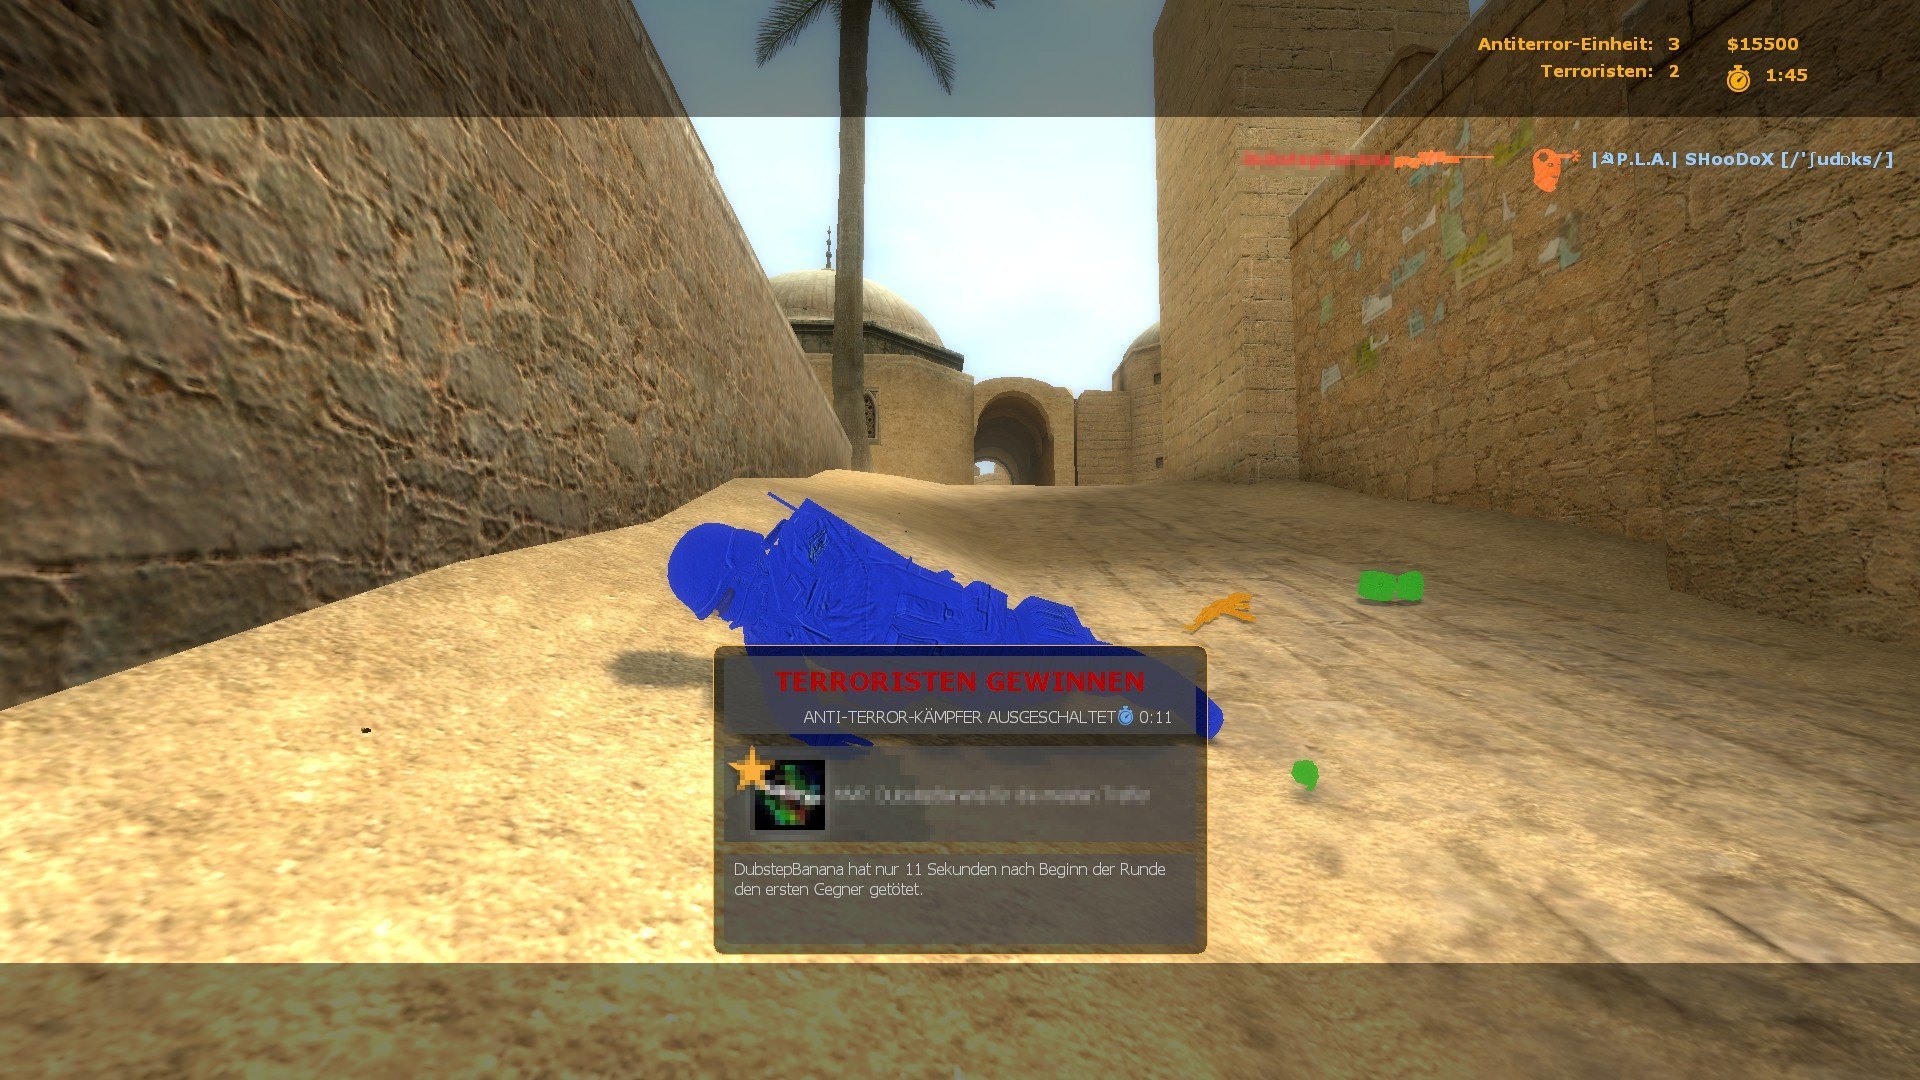 Antiterror-Einheit: 3 $15500
Terroristen: 2 1:45
|☭P.L.A.| SHooDoX [/'ʃudɒks/]
TERRORISTEN GEWINNEN
ANTI-TERROR-KÄMPFER AUSGESCHALTET 0:11
DubstepBanana hat nur 11 Sekunden nach Beginn der Runde
den ersten Gegner getötet.